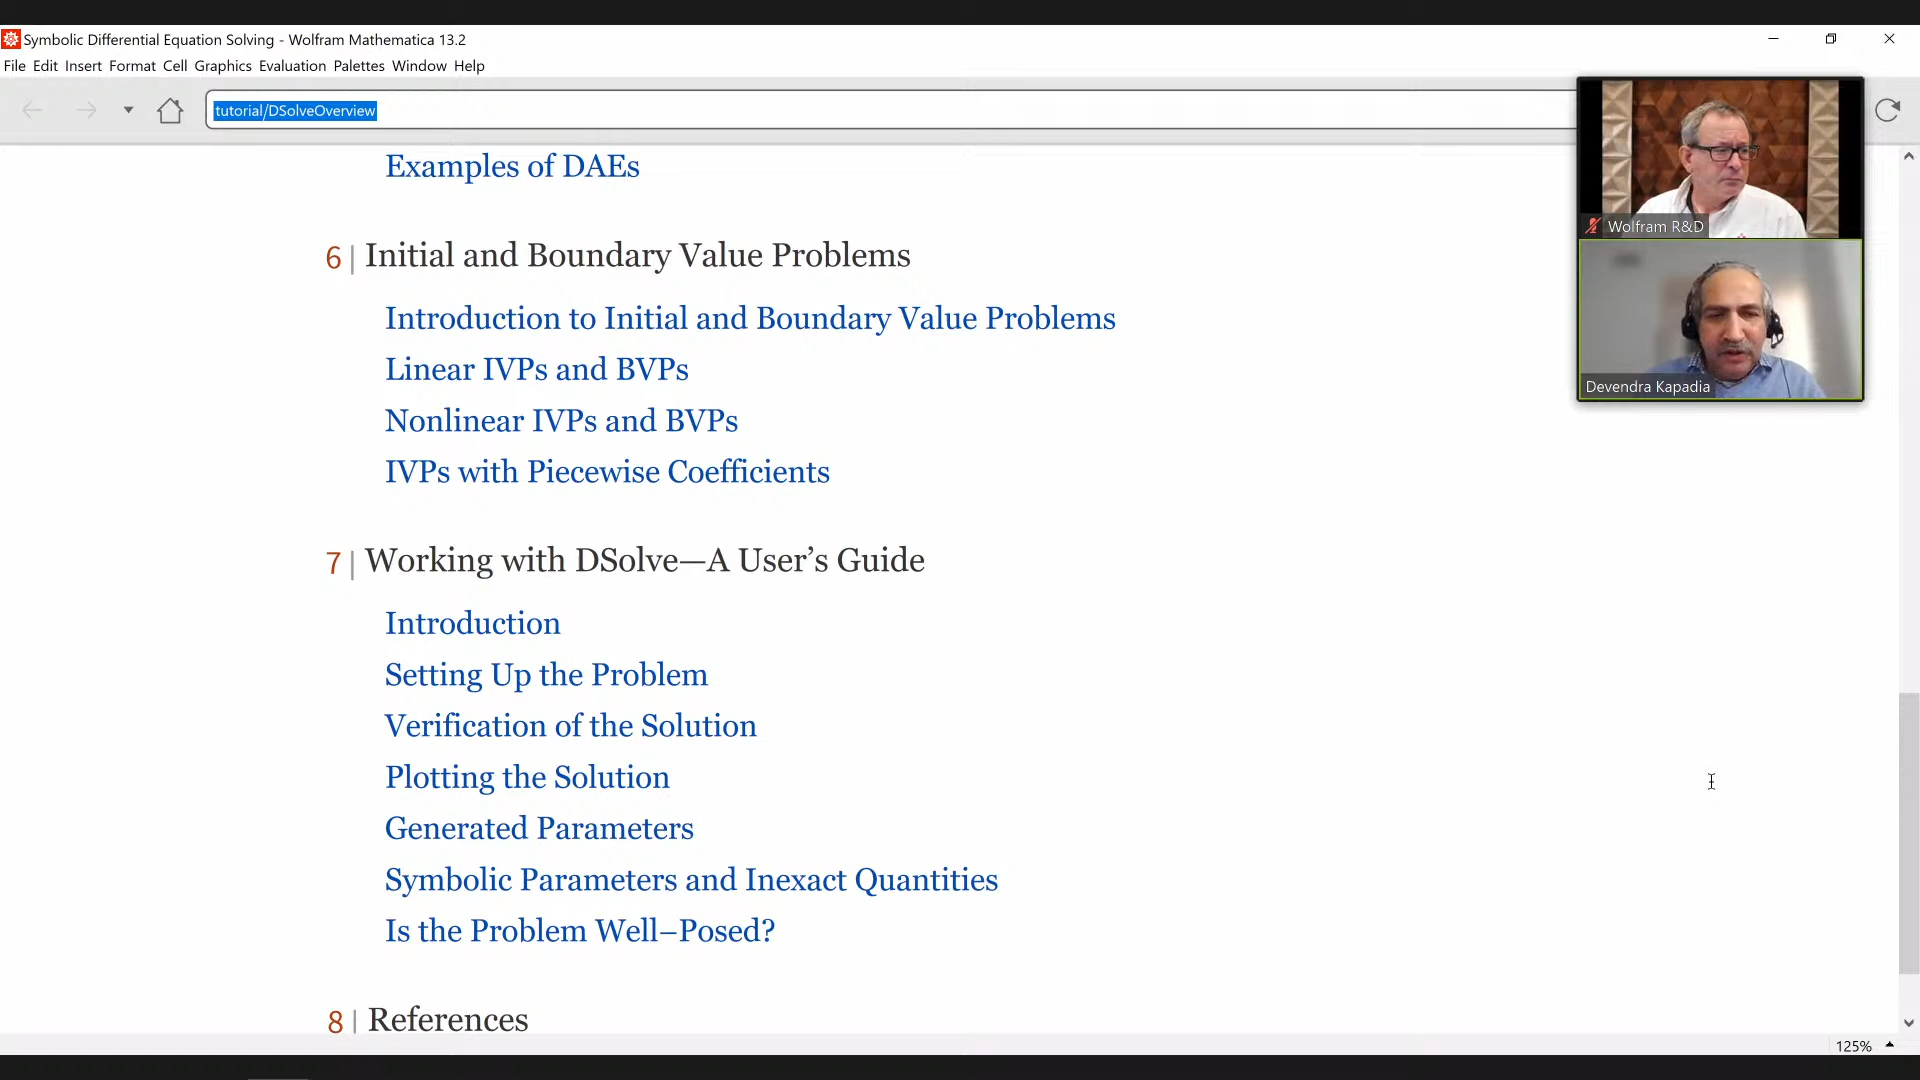 Symbolic Differential Equation Solving - Wolfram Mathematica 13.2
File Edit Insert Format Cell Graphics Evaluation Palettes Window Help
tutorial/DSolveOverview
Examples of DAEs
6 | Initial and Boundary Value Problems
Introduction to Initial and Boundary Value Problems
Linear IVPs and BVPs
Nonlinear IVPs and BVPs
IVPs with Piecewise Coefficients
7 | Working with DSolve—A User’s Guide
Introduction
Setting Up the Problem
Verification of the Solution
Plotting the Solution
Generated Parameters
Symbolic Parameters and Inexact Quantities
Is the Problem Well–Posed?
8 | References
Wolfram R&D
Devendra Kapadia
125%